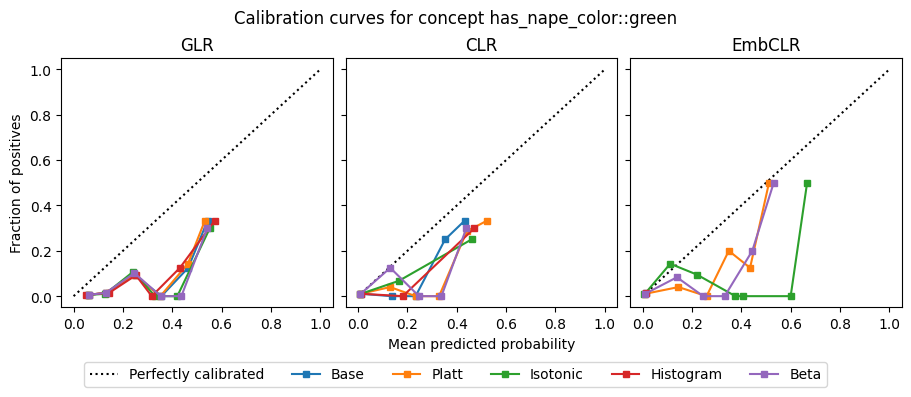 Calibration curves for concept has_nape_color::green
GLR
CLR
EmbCLR
Fraction of positives
1.0
0.8
0.6
0.4
0.2
0.0
0.0 0.2 0.4 0.6 0.8 1.0
0.0 0.2 0.4 0.6 0.8 1.0
0.0 0.2 0.4 0.6 0.8 1.0
Mean predicted probability
Perfectly calibrated Base Platt Isotonic Histogram Beta